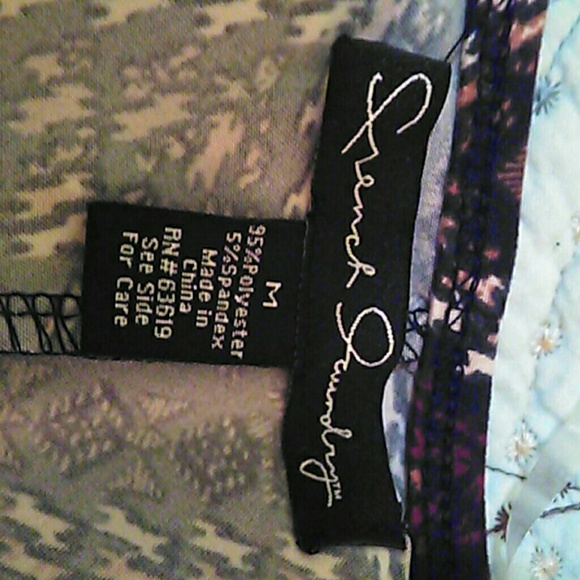 French Laundry™
M
95%Polyester
5%Spandex
Made in
China
RN#63619
See Side
For Care